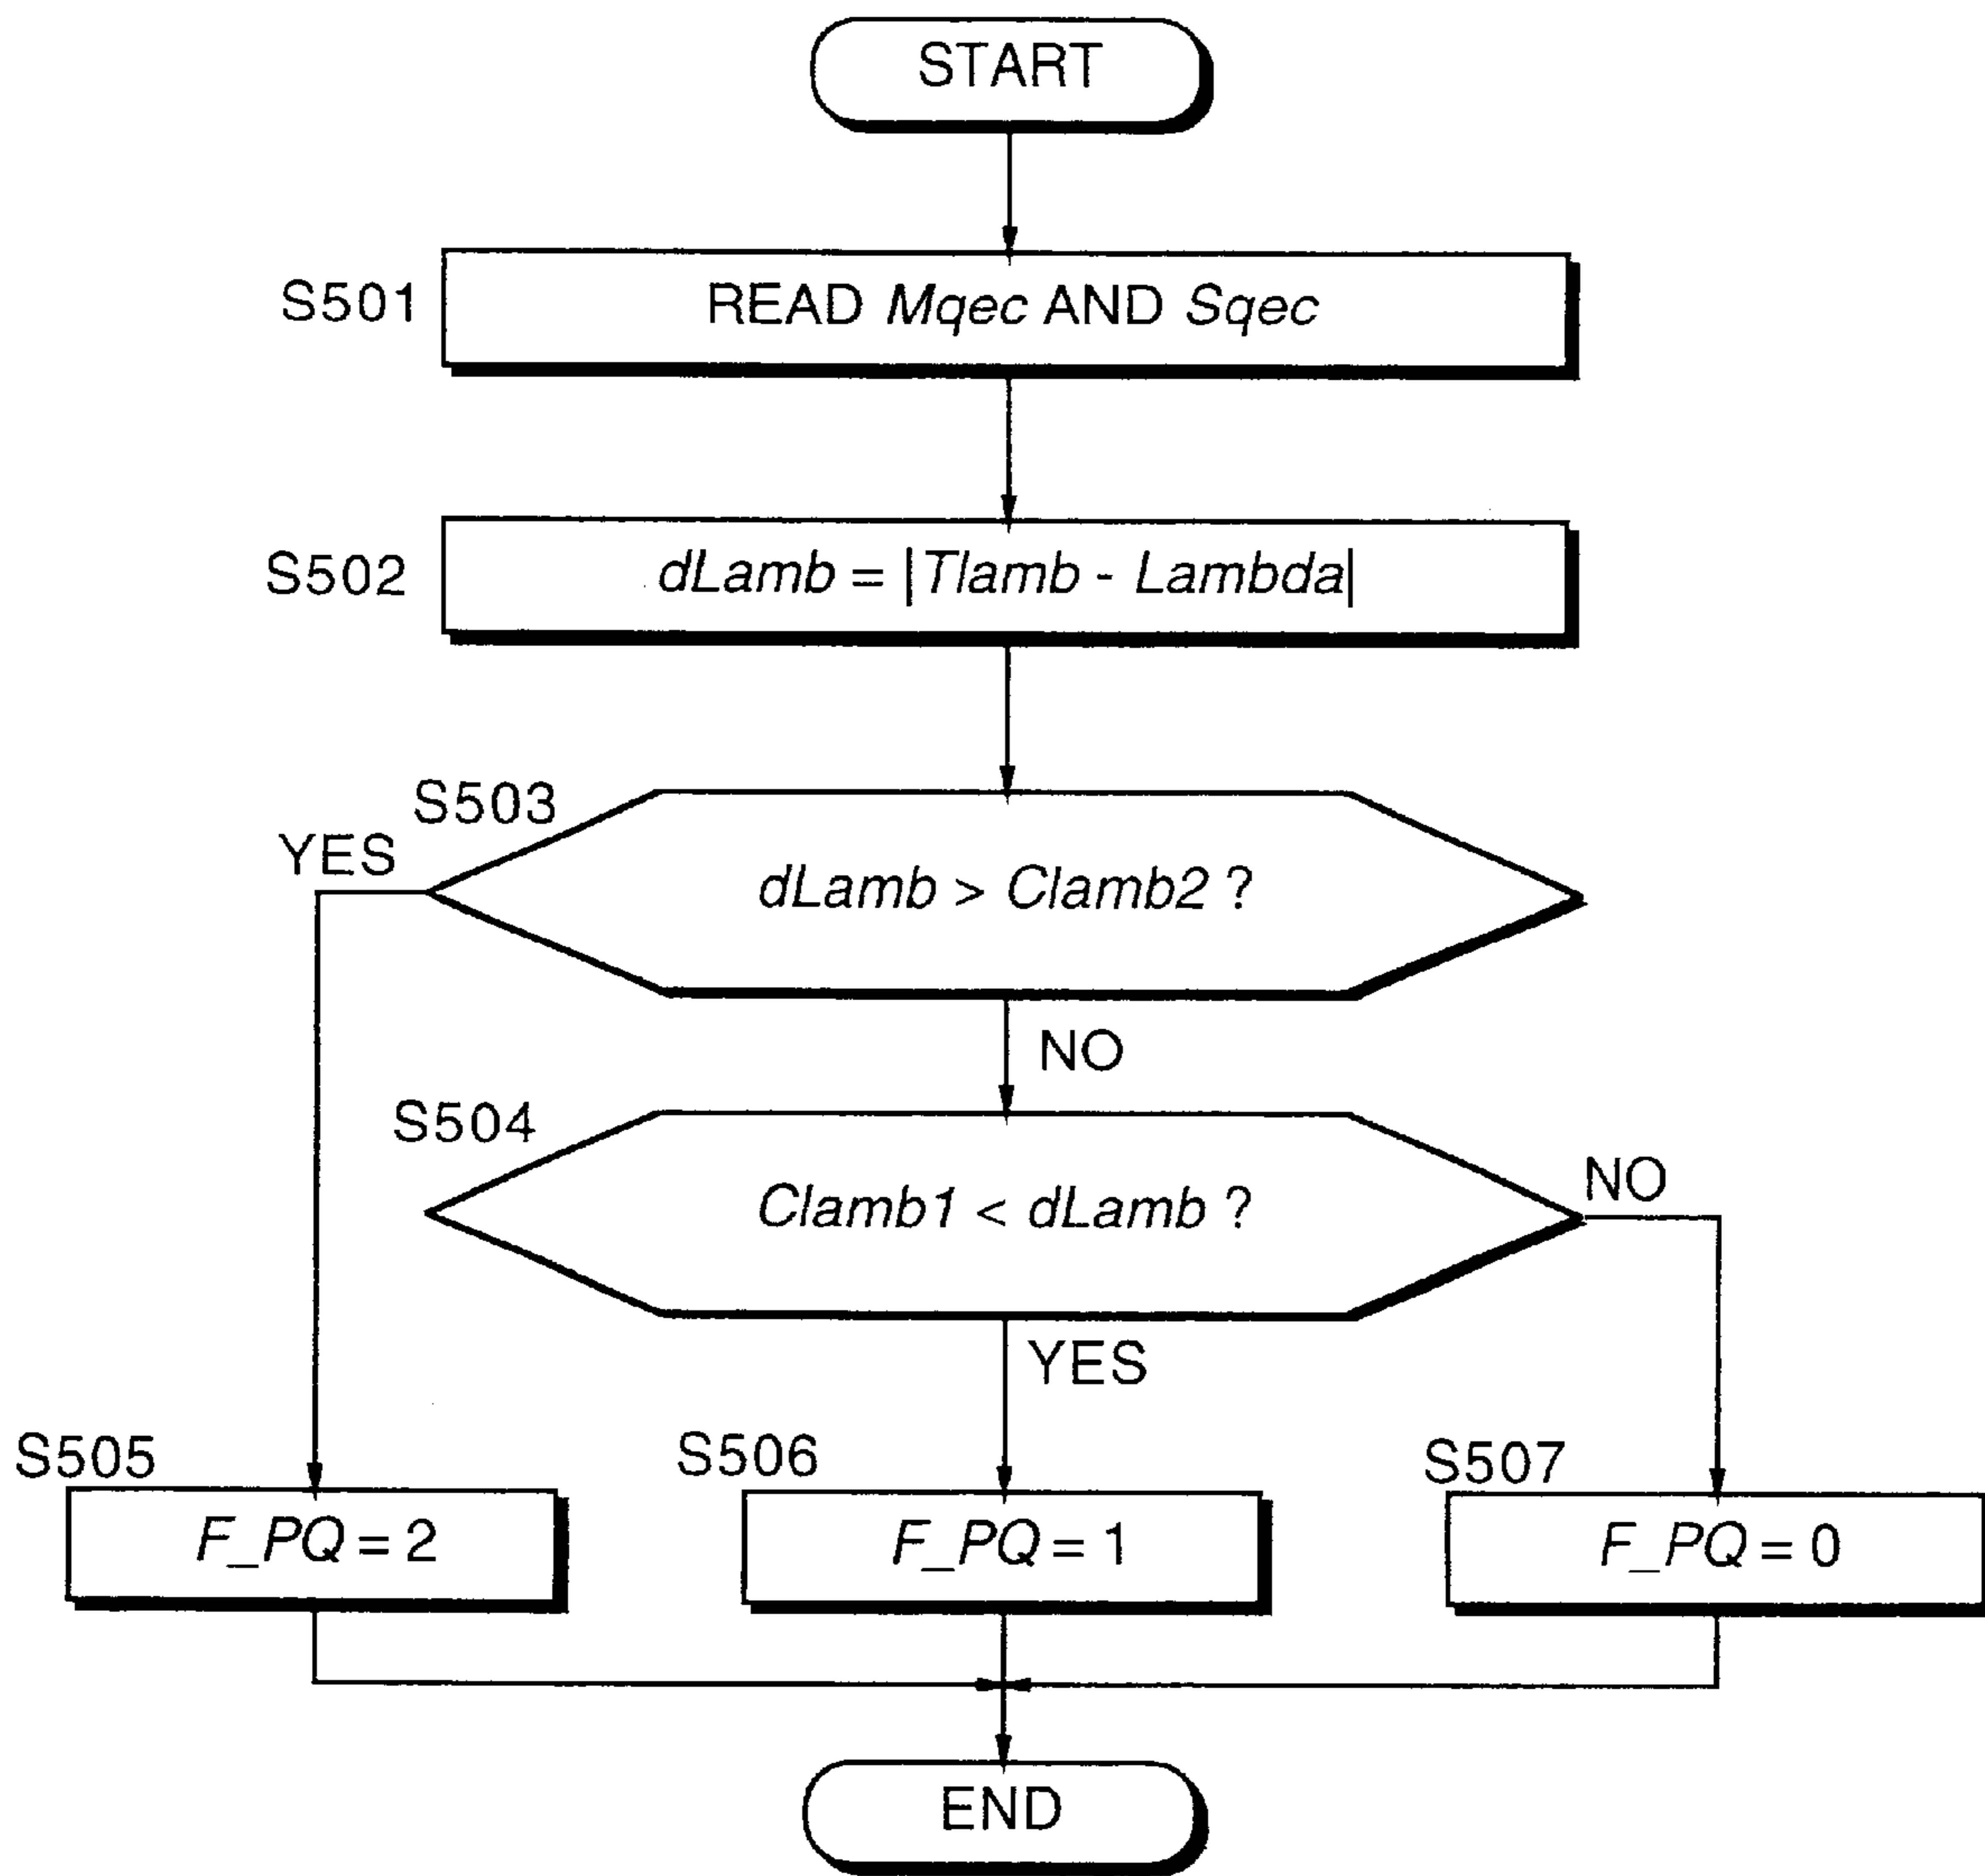 START
S501
READ Mqec AND Sqec
S502
dLamb = |Tlamb - Lambda|
S503
YES
dLamb > Clamb2 ?
NO
S504
Clamb1 < dLamb ?
NO
YES
S505
S506
S507
F_PQ = 2
F_PQ = 1
F_PQ = 0
END